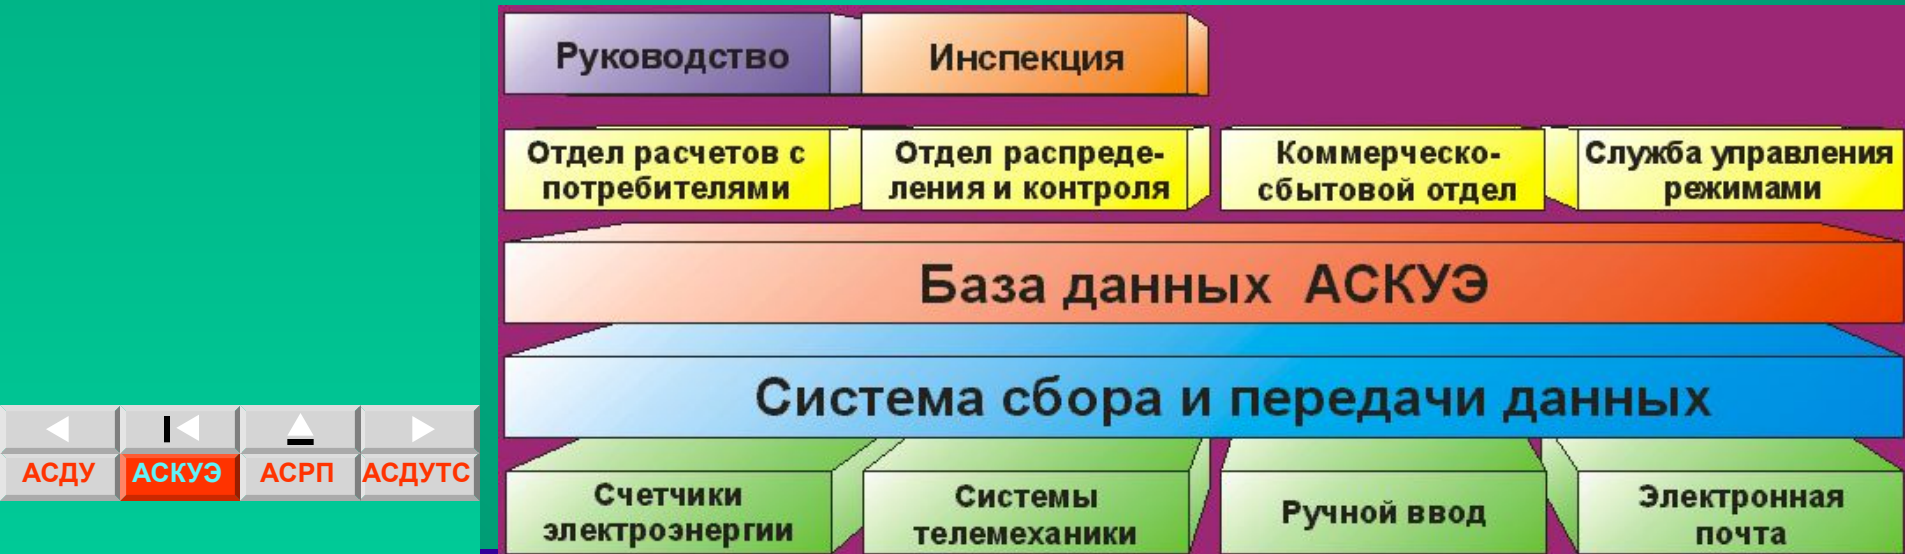 Руководство
Инспекция
Отдел расчетов с
потребителями
Отдел распреде-
ления и контроля
Коммерческо-
сбытовой отдел
Служба управления
режимами
База данных АСКУЭ
Система сбора и передачи данных
Счетчики
электроэнергии
Системы
телемеханики
Ручной ввод
Электронная
почта
АСДУ
АСКУЭ
АСРП
АСДУТС